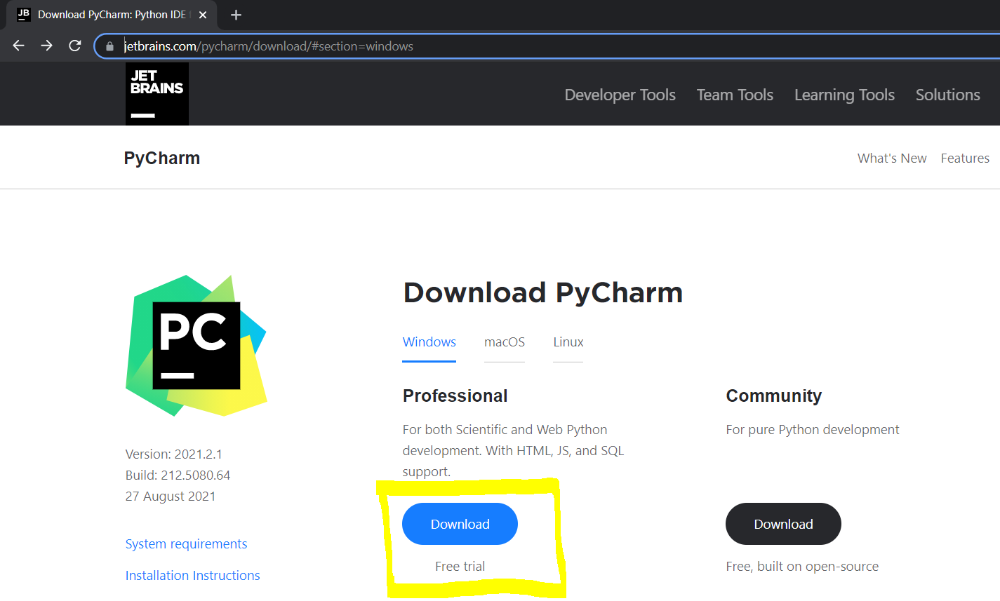 JB Download PyCharm: Python IDE
jetbrains.com/pycharm/download/#section=windows
JET
BRAINS
Developer Tools Team Tools Learning Tools Solutions
PyCharm What's New Features
PC
Download PyCharm
Windows macOS Linux
Professional
For both Scientific and Web Python
development. With HTML, JS, and SQL
support.
Download
Free trial
Community
For pure Python development
Download
Free, built on open-source
Version: 2021.2.1
Build: 212.5080.64
27 August 2021
System requirements
Installation Instructions